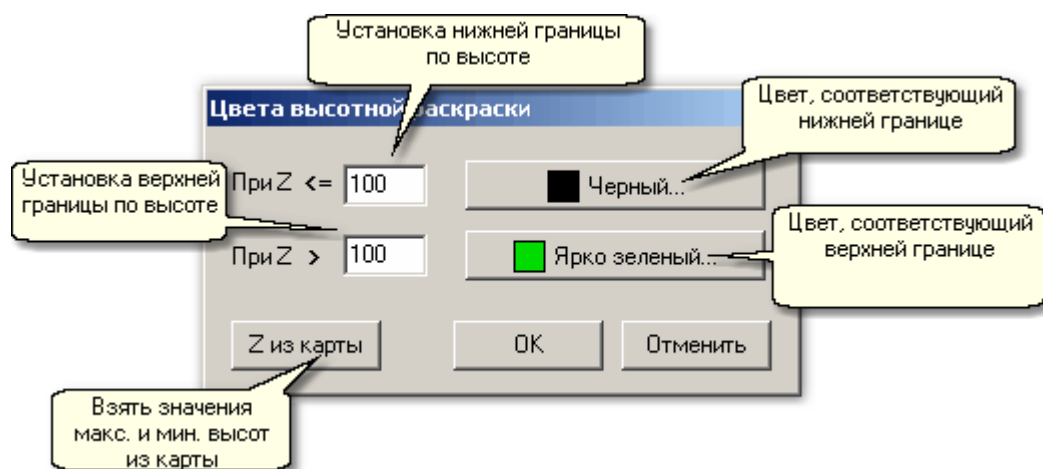 Установка нижней границы
по высоте
Цвета высотной раскраски
Цвет, соответствующий
нижней границе
Установка верхней
границы по высоте
При Z <= 100
Черный...
Цвет, соответствующий
верхней границе
При Z > 100
Ярко зеленый...
Z из карты
OK
Отменить
Взять значения
макс. и мин. высот
из карты